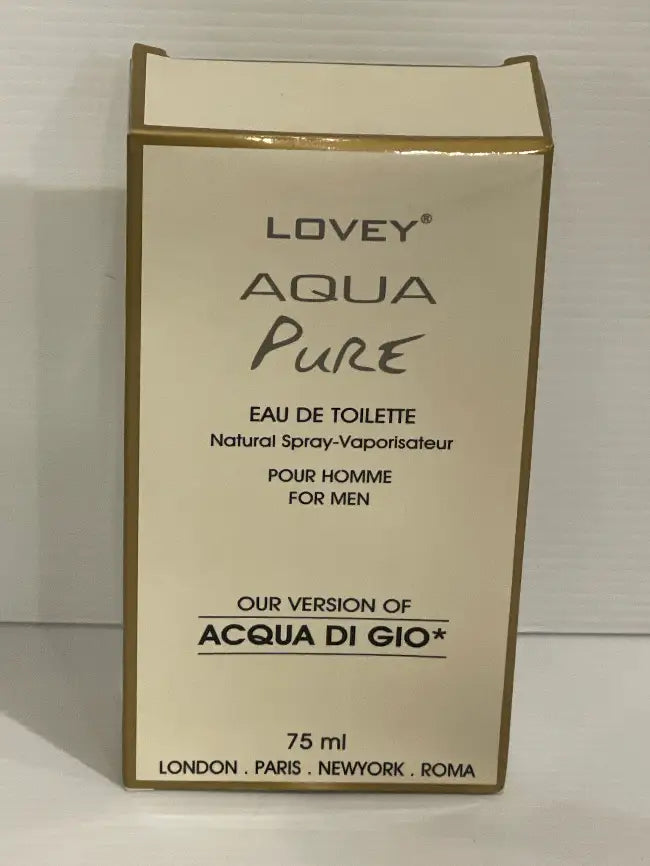 LOVEY®
AQUA
PURE
EAU DE TOILETTE
Natural Spray-Vaporisateur
POUR HOMME
FOR MEN
OUR VERSION OF
ACQUA DI GIO*
75 ml
LONDON . PARIS . NEWYORK . ROMA